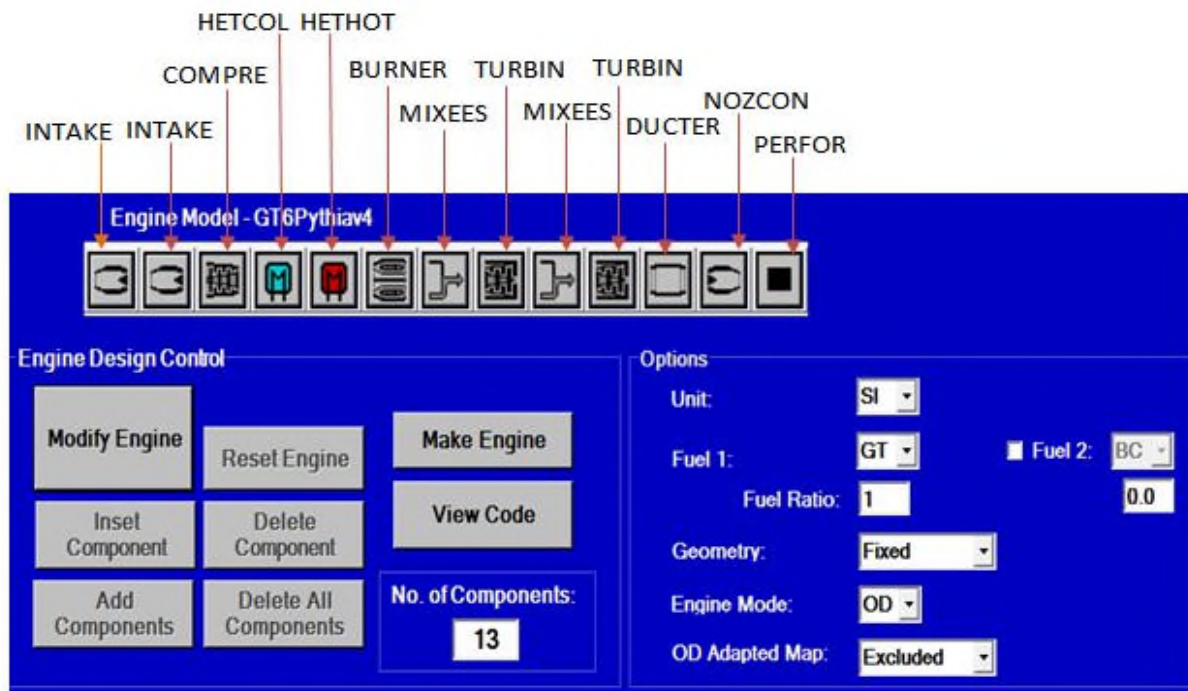 HETCOL HETHOT
COMPRE
BURNER TURBIN TURBIN
MIXEES MIXEES
NOZCON
INTAKE INTAKE
DUCTER
PERFOR
Engine Model - GT6Pythiav4
M M
Engine Design Control
Modify Engine
Reset Engine
Make Engine
Inset
Component
Delete
Component
View Code
Add
Components
Delete All
Components
No. of Components:
13
Options
Unit: SI
Fuel 1: GT Fuel 2: BC
Fuel Ratio: 1 0.0
Geometry: Fixed
Engine Mode: OD
OD Adapted Map: Excluded